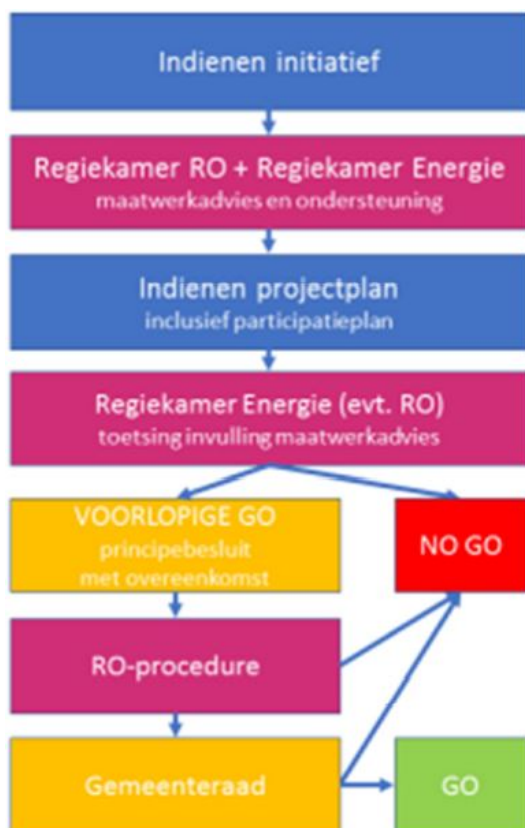 Indienen initiatief
Regiekamer RO + Regiekamer Energie
maatwerkadvies en ondersteuning
Indienen projectplan
inclusief participatieplan
Regiekamer Energie (evt. RO)
toetsing invulling maatwerkadvies
VOORLOPIGE GO
principebesluit
met overeenkomst
NO GO
RO-procedure
Gemeenteraad
GO